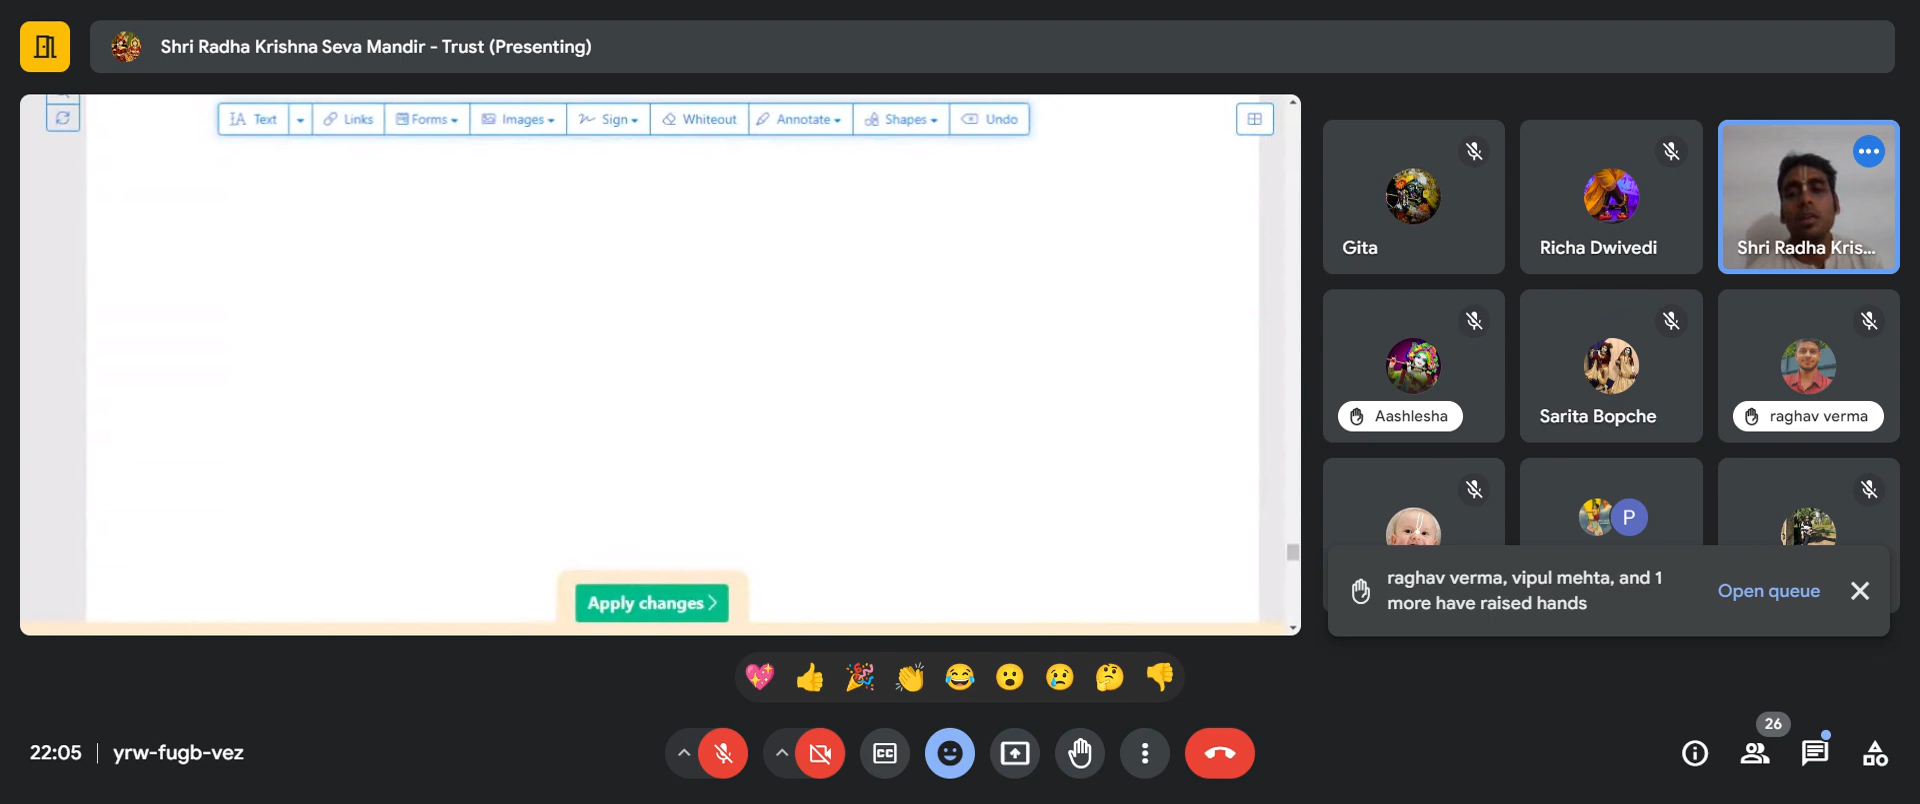 Shri Radha Krishna Seva Mandir - Trust (Presenting)
Text
Links
Forms
Images
Sign
Whiteout
Annotate
Shapes
Undo
Apply changes
Gita
Richa Dwivedi
Shri Radha Kris...
Aashlesha
Sarita Bopche
raghav verma
P
raghav verma, vipul mehta, and 1
more have raised hands
Open queue
22:05
yrw-fugb-vez
CC
26